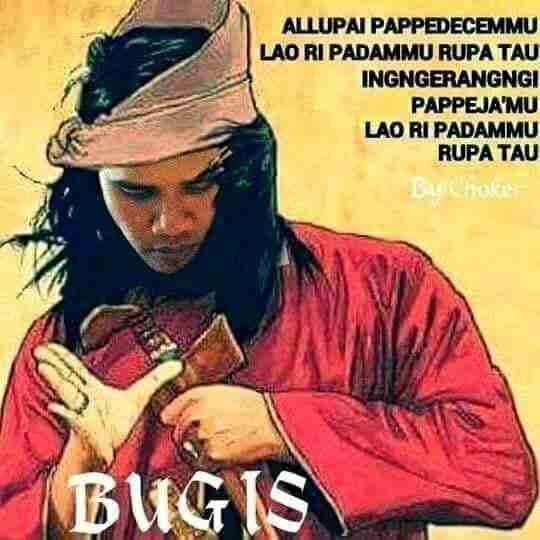 ALLUPAI PAPPEDECEMMU
LAO RI PADAMMU RUPA TAU
INGNGERANGNGI
PAPPEJA'MU
LAO RI PADAMMU
RUPA TAU
By Choker
BUGIS